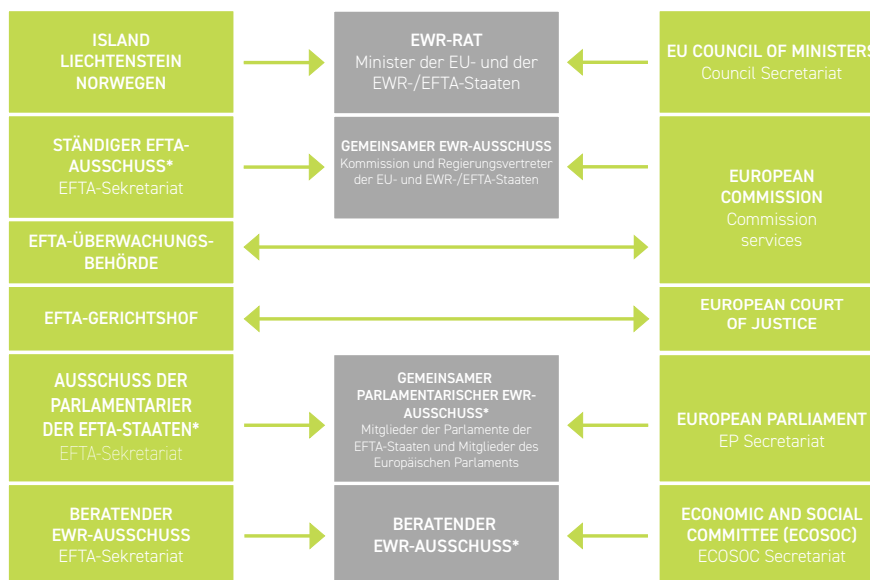 ISLAND
LIECHTENSTEIN
NORWEGEN
EWR-RAT
Minister der EU- und der
EWR-/EFTA-Staaten
EU COUNCIL OF MINISTERS
Council Secretariat
STÄNDIGER EFTA-
AUSSCHUSS*
EFTA-Sekretariat
GEMEINSAMER EWR-AUSSCHUSS
Kommission und Regierungsvertreter
der EU- und EWR-/EFTA-Staaten
EUROPEAN
COMMISSION
Commission
services
EFTA-ÜBERWACHUNGS-
BEHÖRDE
EFTA-GERICHTSHOF
EUROPEAN COURT
OF JUSTICE
AUSSCHUSS DER
PARLAMENTARIER
DER EFTA-STAATEN*
EFTA-Sekretariat
GEMEINSAMER
PARLAMENTARISCHER EWR-
AUSSCHUSS*
Mitglieder der Parlamente der
EFTA-Staaten und Mitglieder des
Europäischen Parlaments
EUROPEAN PARLIAMENT
EP Secretariat
BERATENDER
EWR-AUSSCHUSS
EFTA-Sekretariat
BERATENDER
EWR-AUSSCHUSS*
ECONOMIC AND SOCIAL
COMMITTEE (ECOSOC)
ECOSOC Secretariat